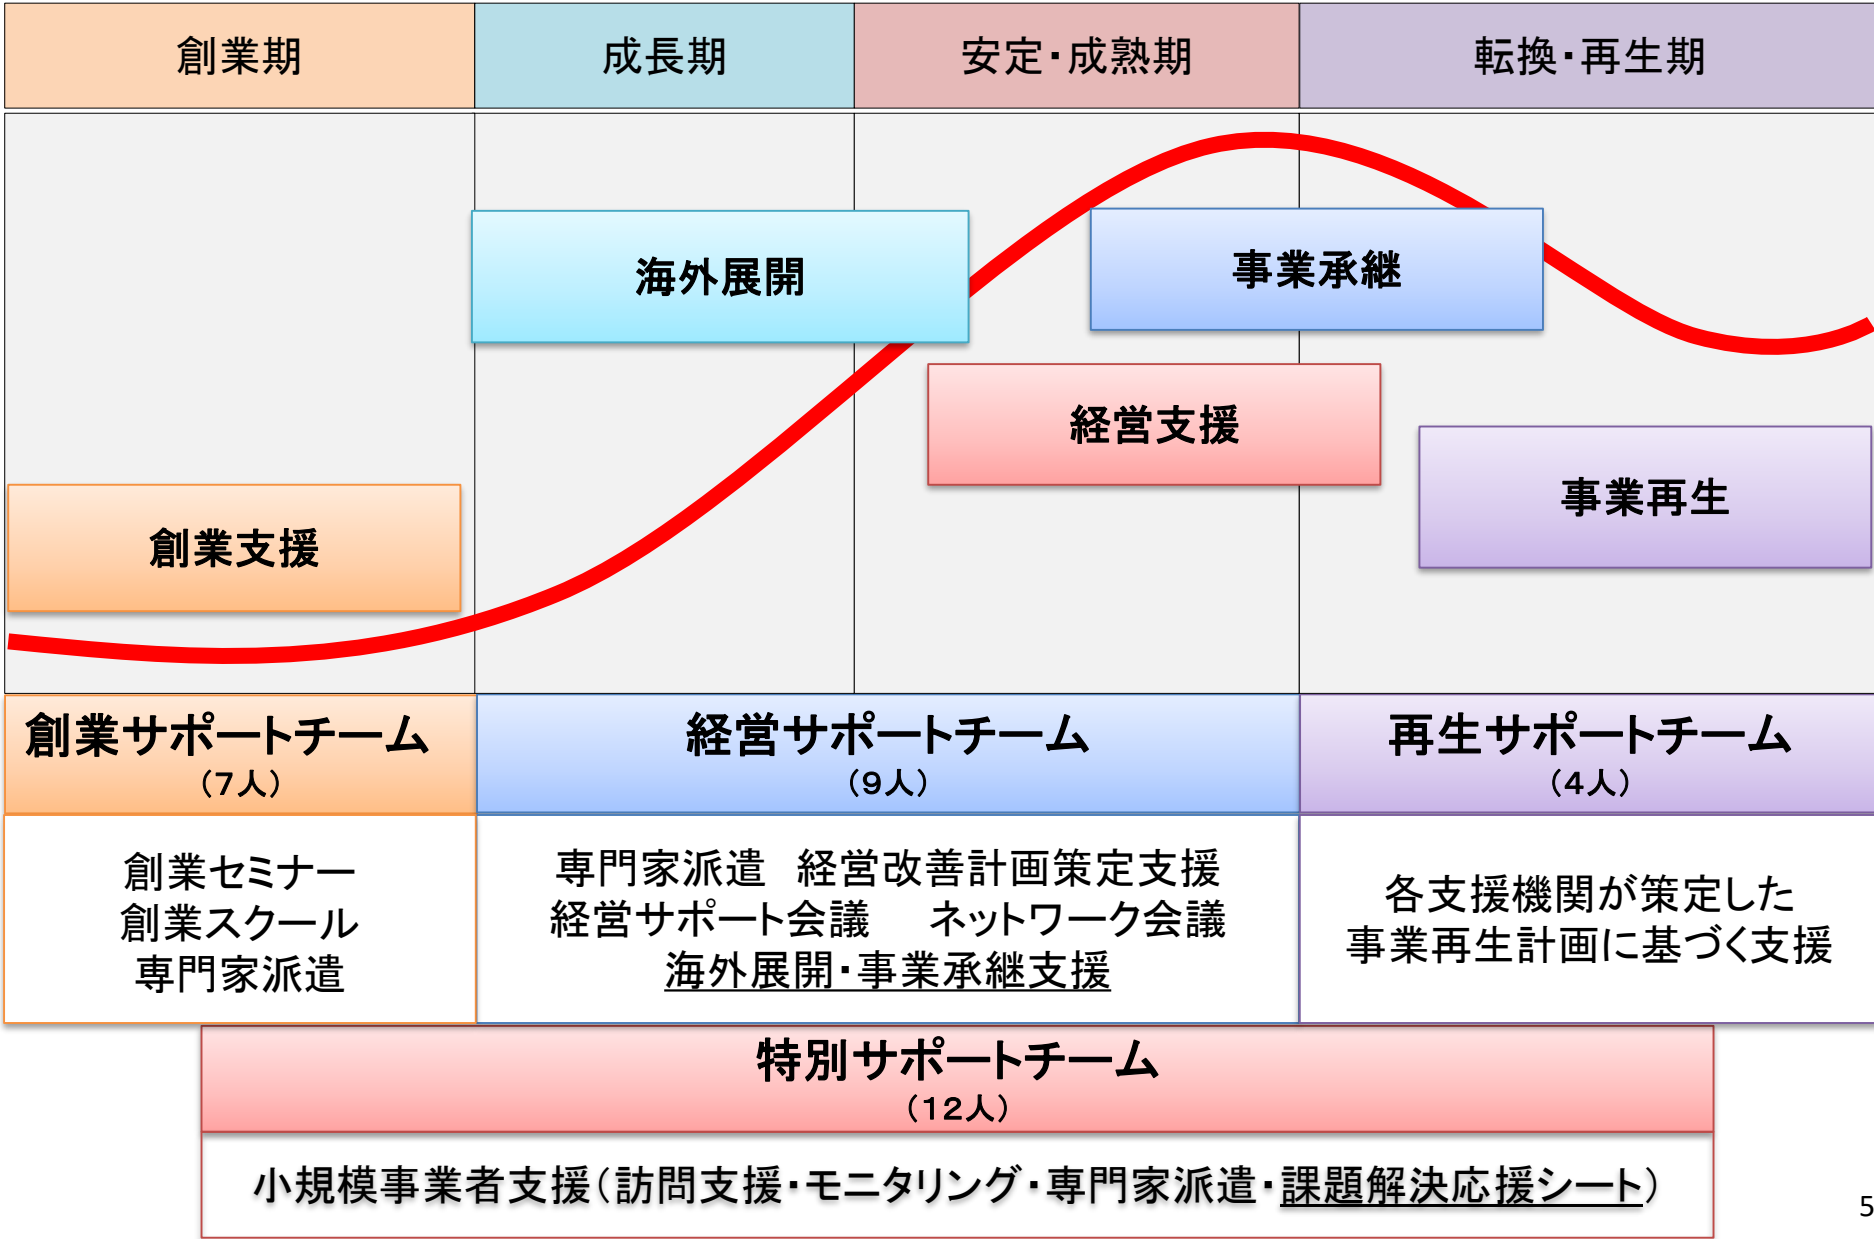 創業期
成長期
安定・成熟期
転換・再生期
海外展開
事業承継
経営支援
事業再生
創業支援
創業サポートチーム
(7人)
経営サポートチーム
(9人)
再生サポートチーム
(4人)
創業セミナー
創業スクール
専門家派遣
専門家派遣　経営改善計画策定支援
経営サポート会議　ネットワーク会議
海外展開・事業承継支援
各支援機関が策定した
事業再生計画に基づく支援
特別サポートチーム
(12人)
小規模事業者支援(訪問支援・モニタリング・専門家派遣・課題解決応援シート)
5